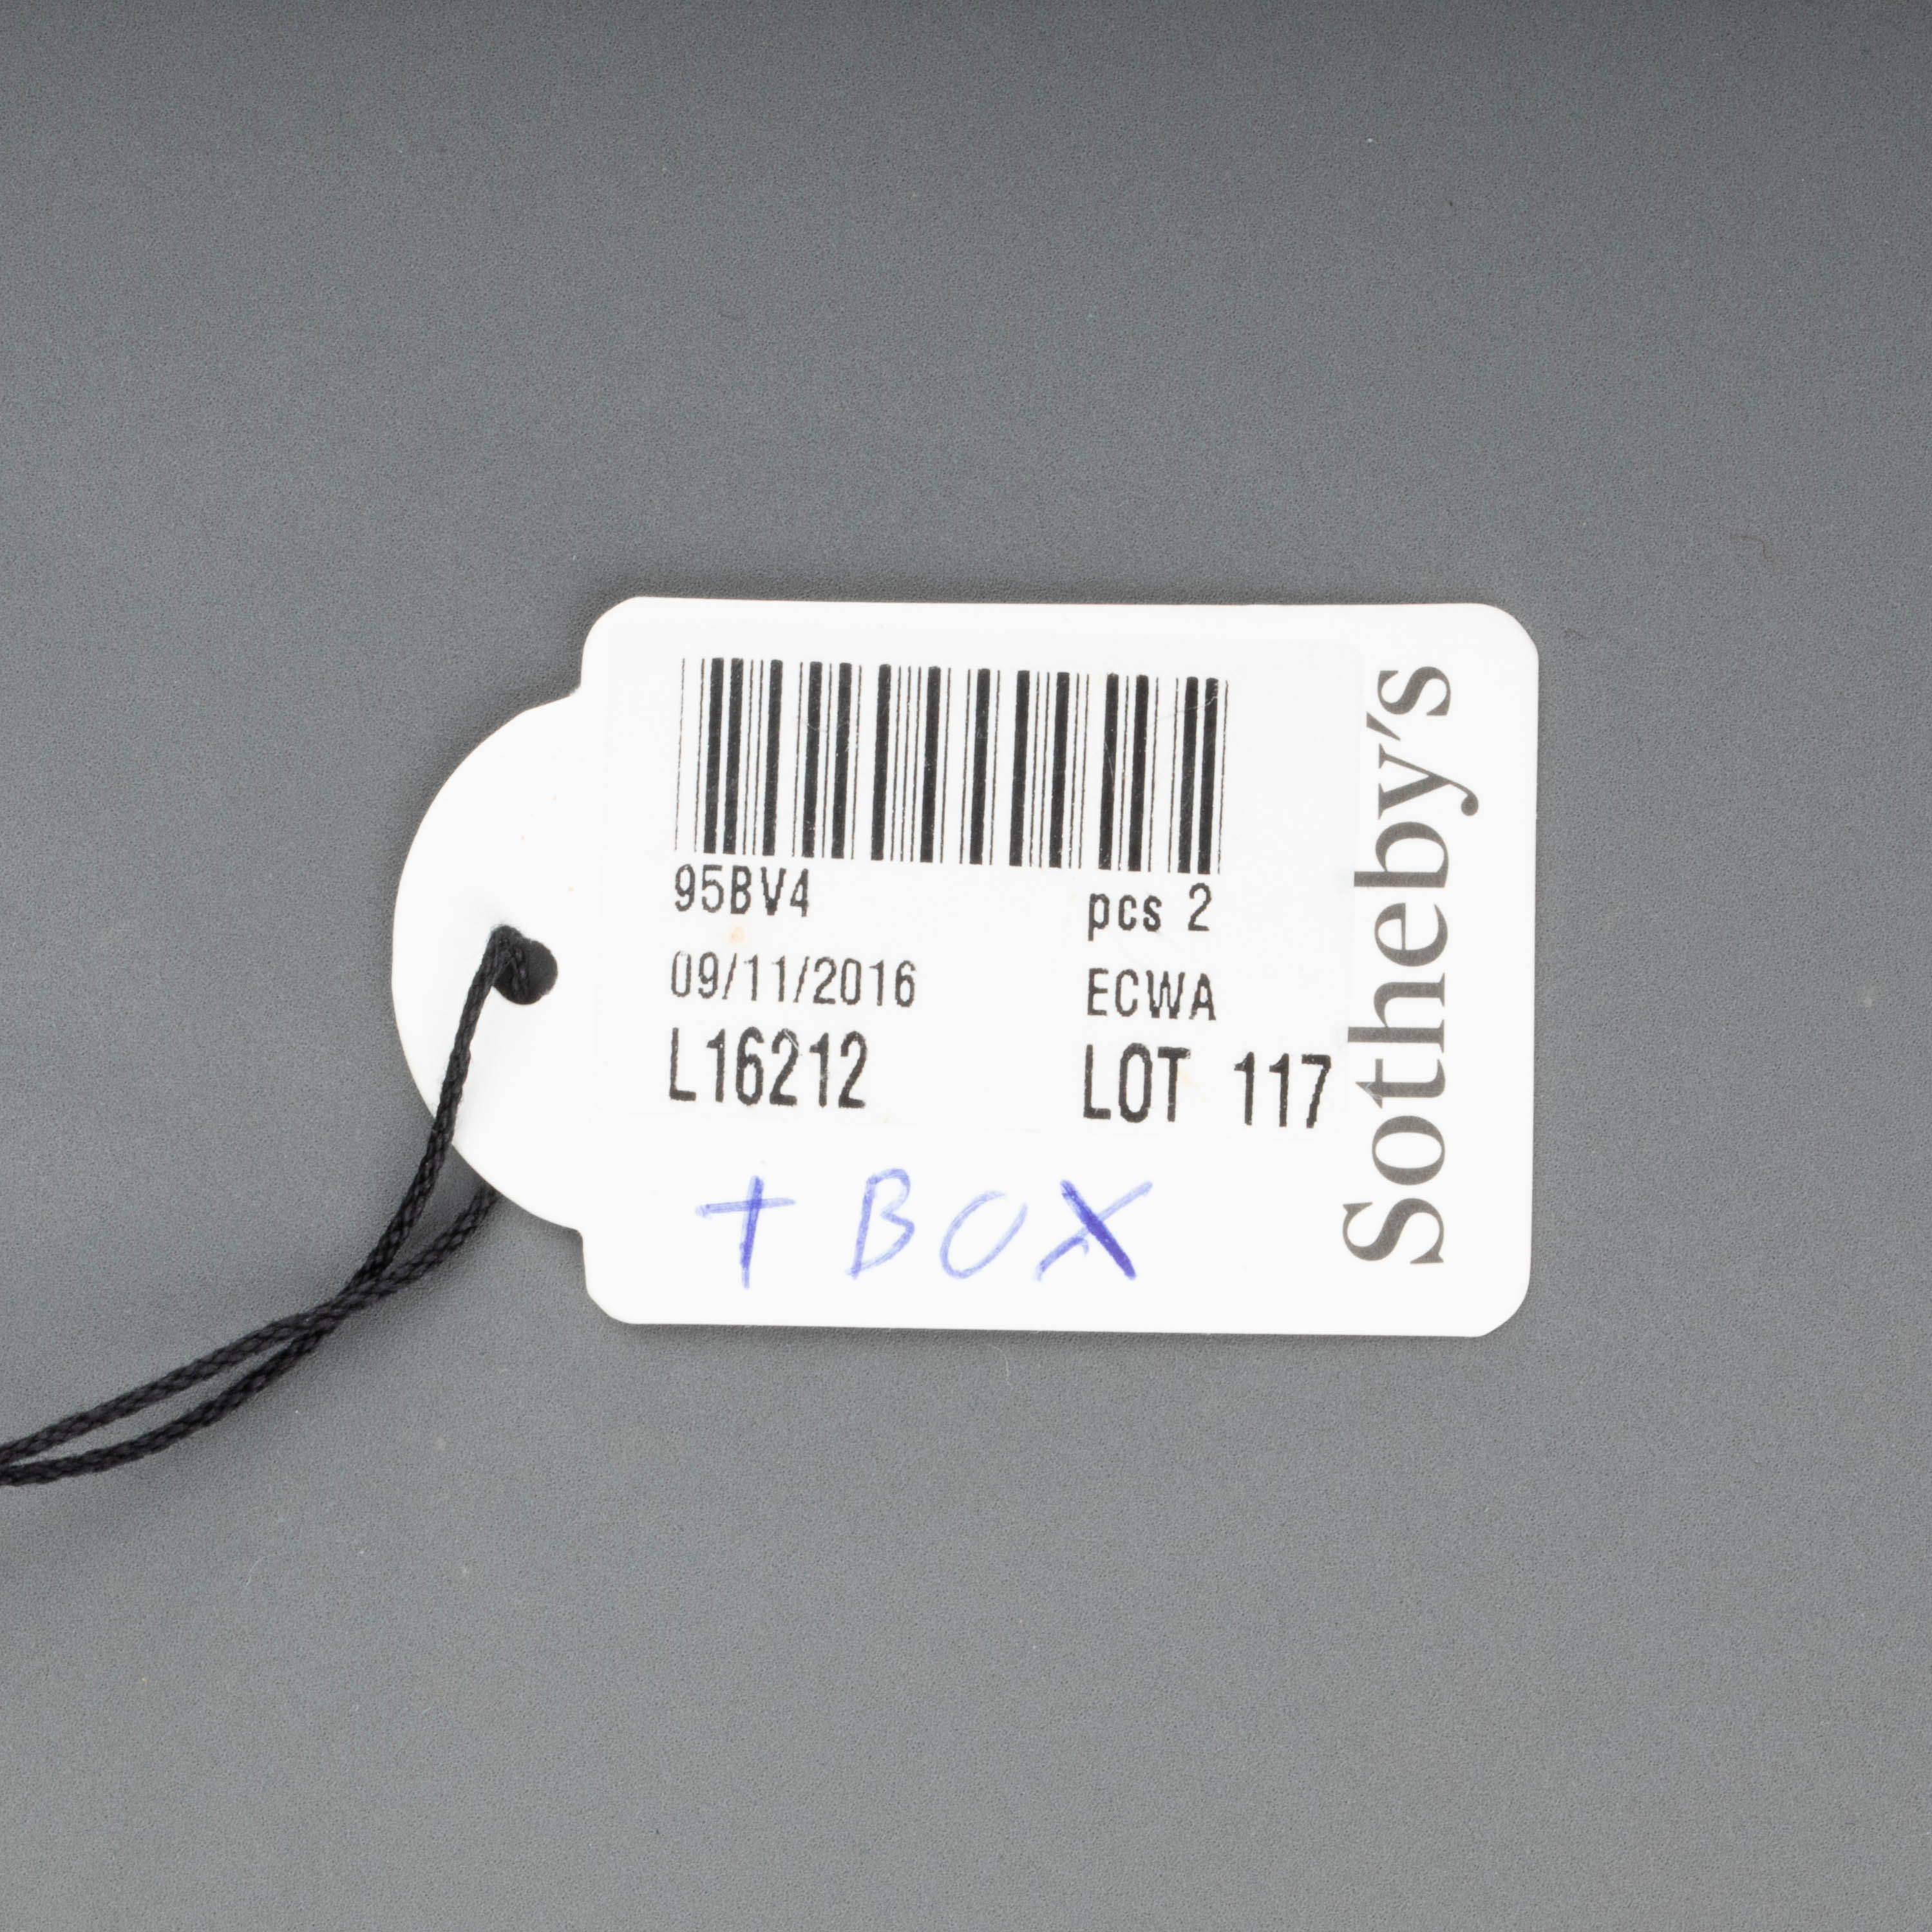 95BV4 pcs 2
09/11/2016 ECWA
L16212 LOT 117
+ BOX
Sotheby's